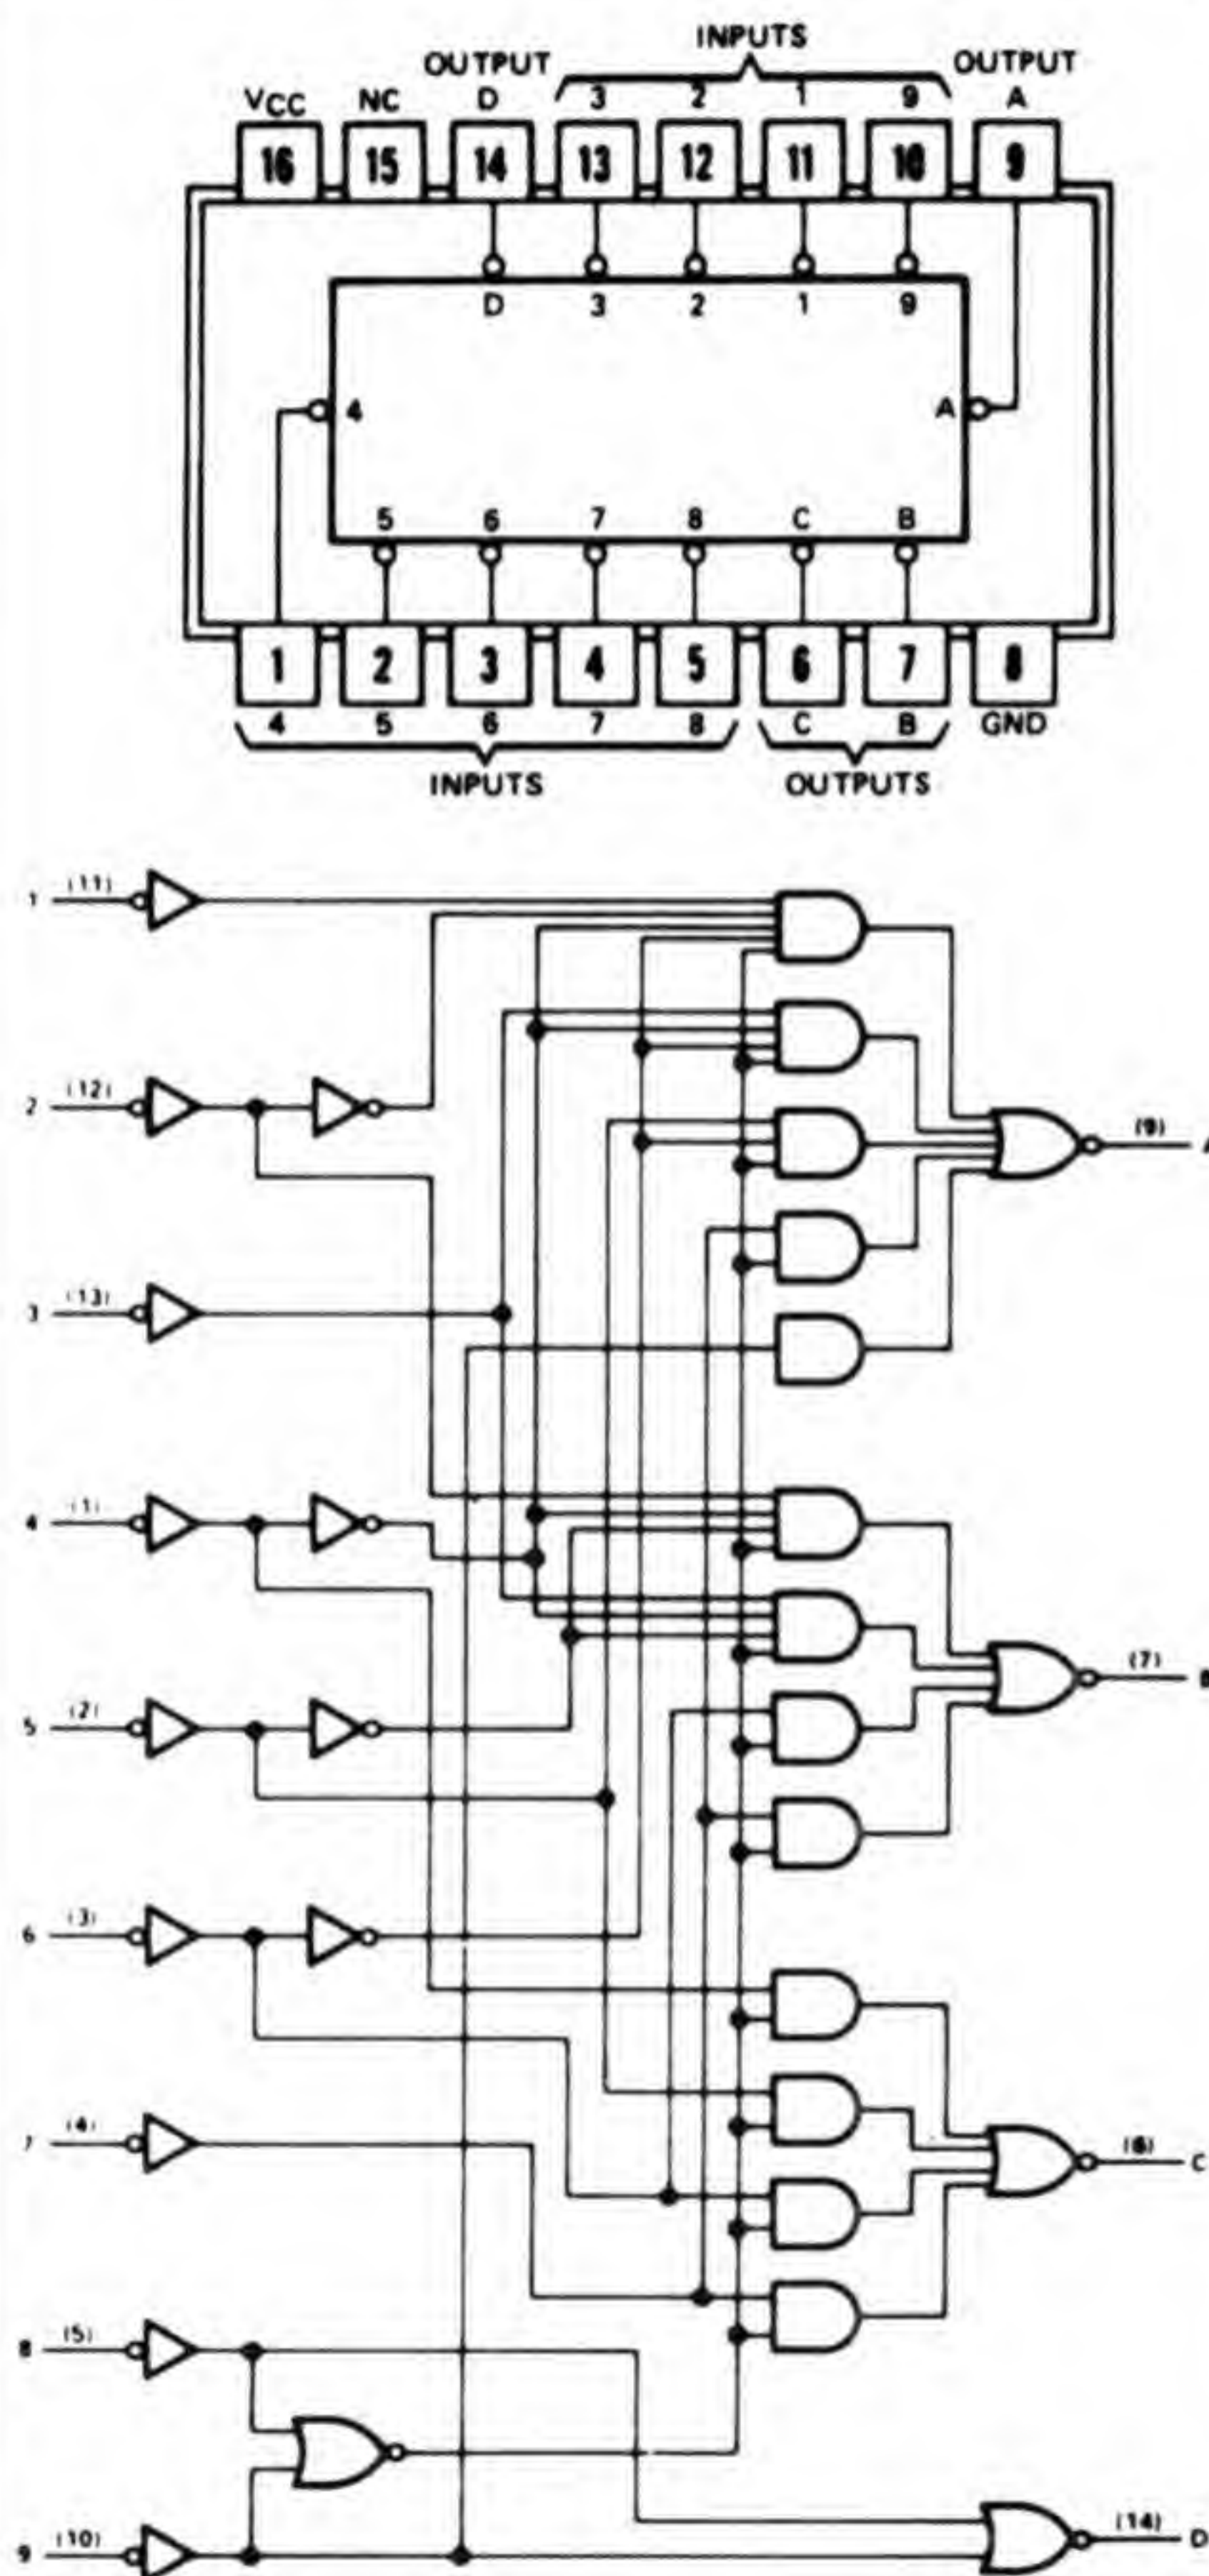 INPUTS
OUTPUT OUTPUT
VCC NC D 3 2 1 9 A
16 15 14 13 12 11 10 9
D 3 2 1 9
4 A
5 6 7 8 C B
1 2 3 4 5 6 7 8
4 5 6 7 8 C B GND
INPUTS OUTPUTS
1 (11)
2 (12)
(9)
3 (13)
4 (1)
(7)
5 (2)
6 (3)
7 (4)
(6) C
8 (5)
(14) D
9 (10)